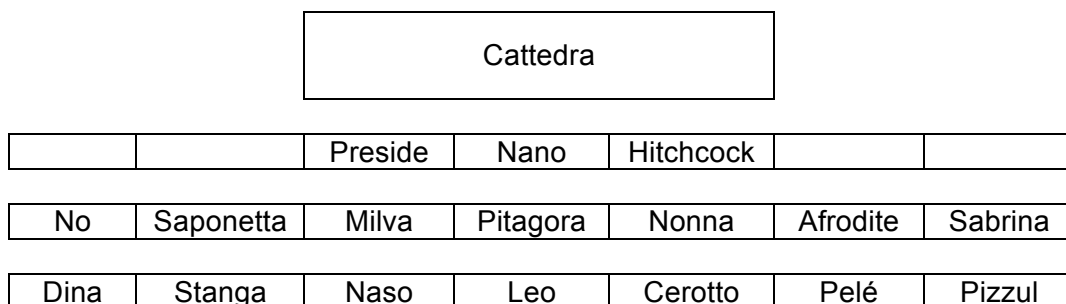 Cattedra
Preside Nano Hitchcock
No Saponetta Milva Pitagora Nonna Afrodite Sabrina
Dina Stanga Naso Leo Cerotto Pelé Pizzul